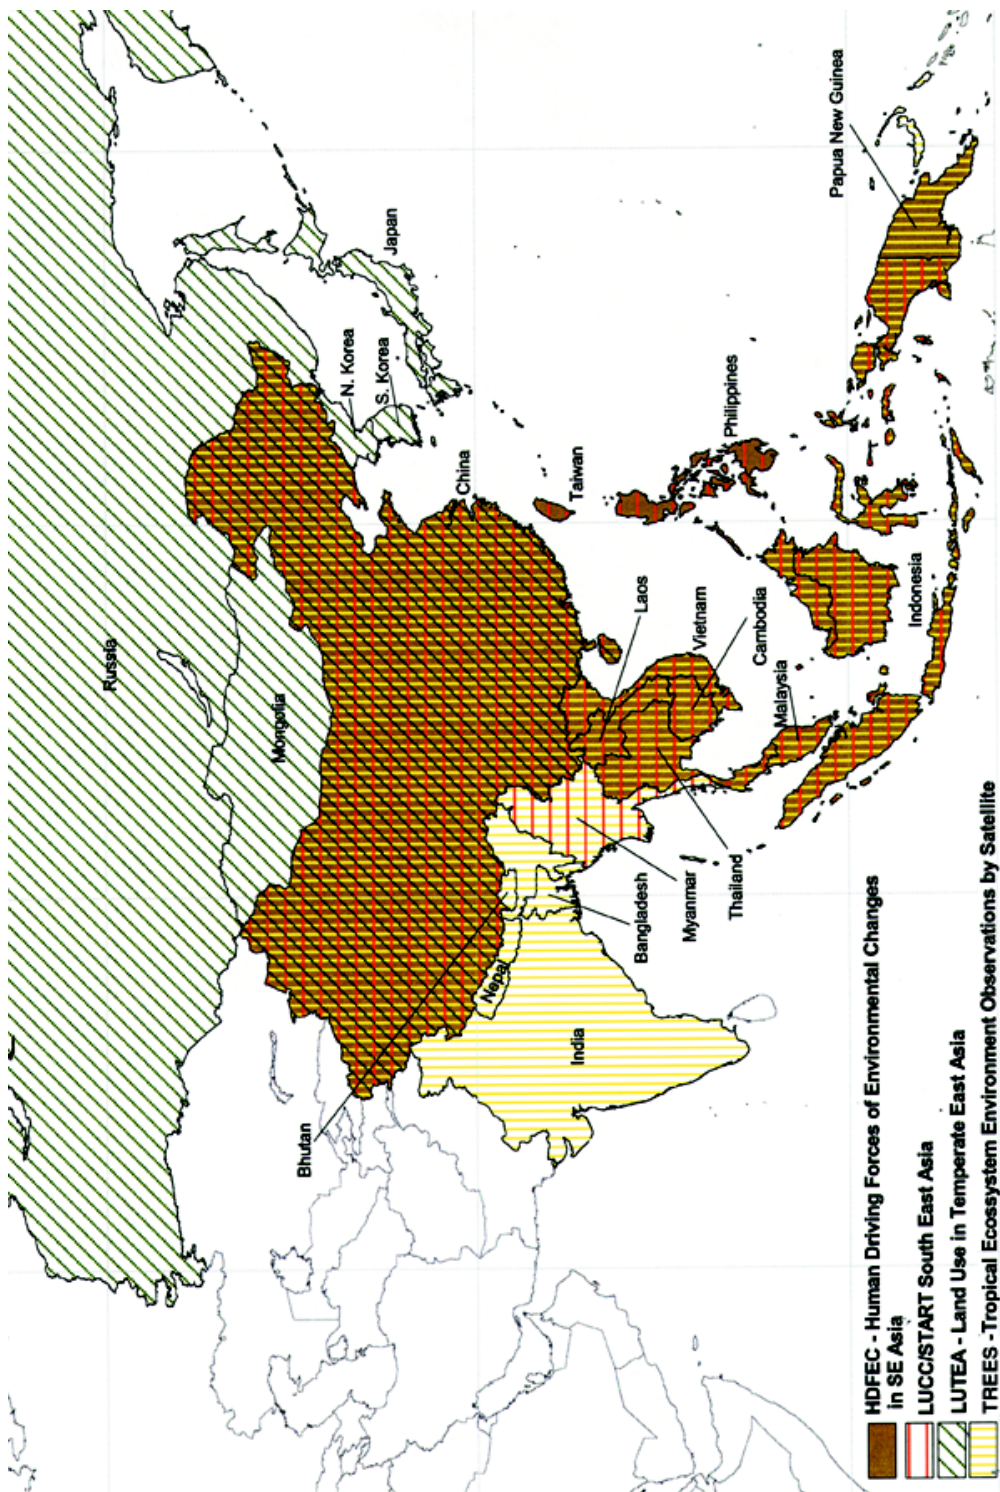 Russia
Mongolia
Japan
N. Korea
S. Korea
China
Taiwan
Philippines
Papua New Guinea
Laos
Vietnam
Cambodia
Malaysia
Indonesia
Thailand
Myanmar
Bangladesh
Nepal
India
Bhutan
HDFEC - Human Driving Forces of Environmental Changes
in SE Asia
LUCC/START South East Asia
LUTEA - Land Use in Temperate East Asia
TREES -Tropical Ecosystem Environment Observations by Satellite